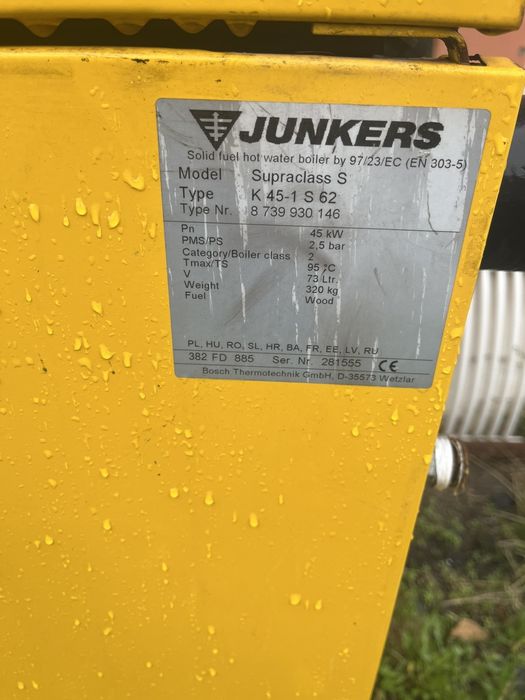 JUNKERS
Solid fuel hot water boiler by 97/23/EC (EN 303-5)
Model Supraclass S
Type K 45-1 S 62
Type Nr. 8 739 930 146
Pn 45 kW
PMS/PS 2,5 bar
Category/Boiler class 2
Tmax/TS 95 °C
V 73 Ltr.
Weight 320 kg
Fuel Wood
PL, HU, RO, SL, HR, BA, FR, EE, LV, RU
382 FD 885 Ser. Nr. 281555 CE
Bosch Thermotechnik GmbH, D-35573 Wetzlar